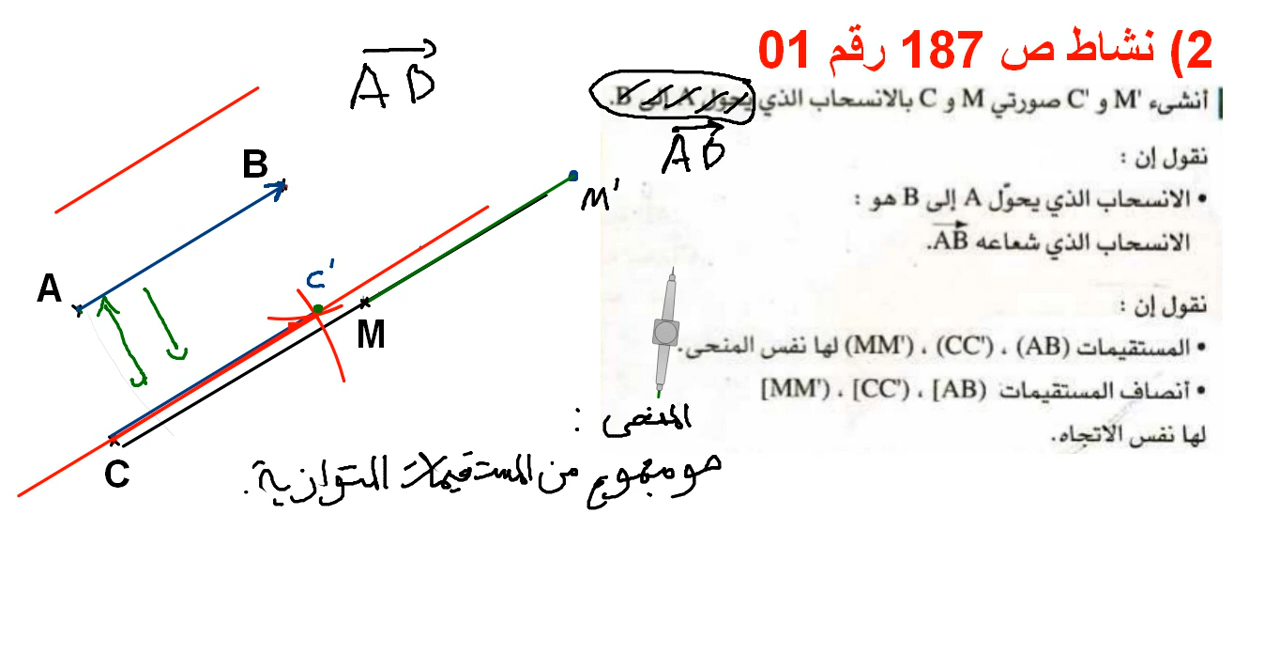 2) نشاط ص 187 رقم 01
أنشىء 'M و 'C صورتي M و C بالانسحاب الذي يحول A إلى B.
AB
نقول إن :
• الانسحاب الذي يحوّل A إلى B هو :
الانسحاب الذي شعاعه AB.
نقول إن :
• المستقيمات (AB) ، (CC') ، (MM') لها نفس المنحى.
• أنصاف المستقيمات [AB) ، [CC') ، [MM')
لها نفس الاتجاه.
المنحى :
هو مجموع من المستقيمات المتوازية.
AB
B
A
C'
M'
M
C